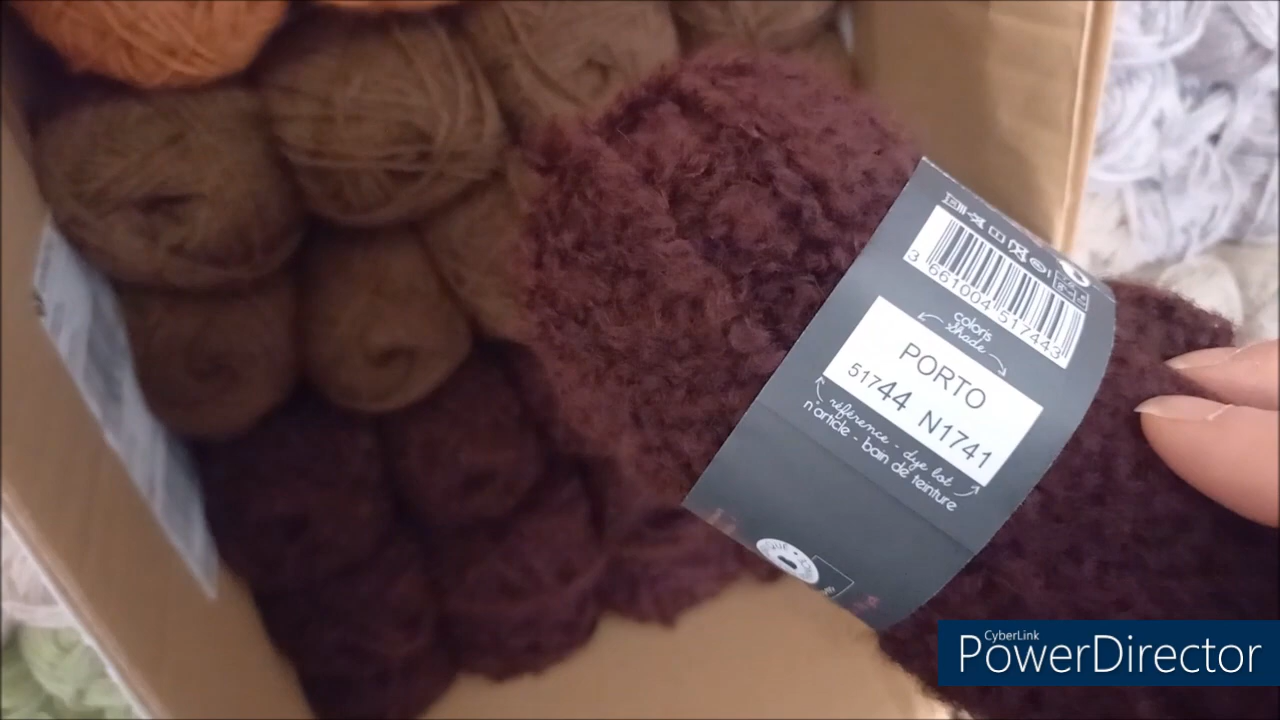 3 661004 517443
coloris
shade
PORTO
51744 N1741
référence - dye lot
n°article - bain de teinture
CyberLink
PowerDirector